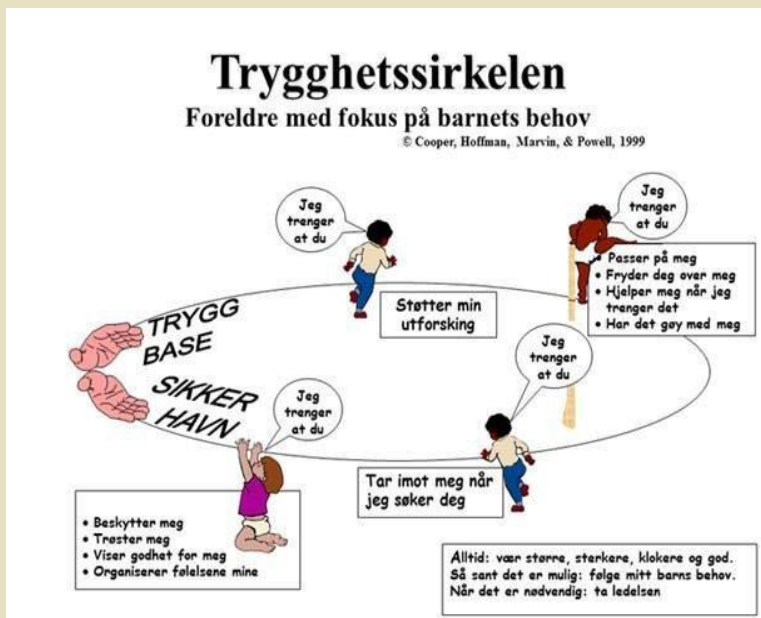 Trygghetssirkelen
Foreldre med fokus på barnets behov
© Cooper, Hoffman, Marvin, & Powell, 1999
Jeg
trenger
at du
Støtter min
utforsking
Jeg
trenger
at du
• Passer på meg
• Fryder deg over meg
• Hjelper meg når jeg
trenger det
• Har det gøy med meg
TRYGG
BASE
SIKKER
HAVN
Jeg
trenger
at du
Tar imot meg når
jeg søker deg
Jeg
trenger
at du
• Beskytter meg
• Trøster meg
• Viser godhet for meg
• Organiserer følelsene mine
Alltid: vær større, sterkere, klokere og god.
Så sant det er mulig: følge mitt barns behov.
Når det er nødvendig: ta ledelsen